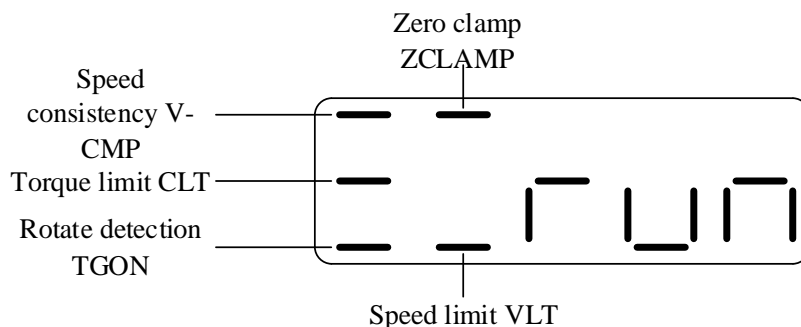 Zero clamp
ZCLAMP
Speed
consistency V-
CMP
Torque limit CLT
Rotate detection
TGON
run
Speed limit VLT